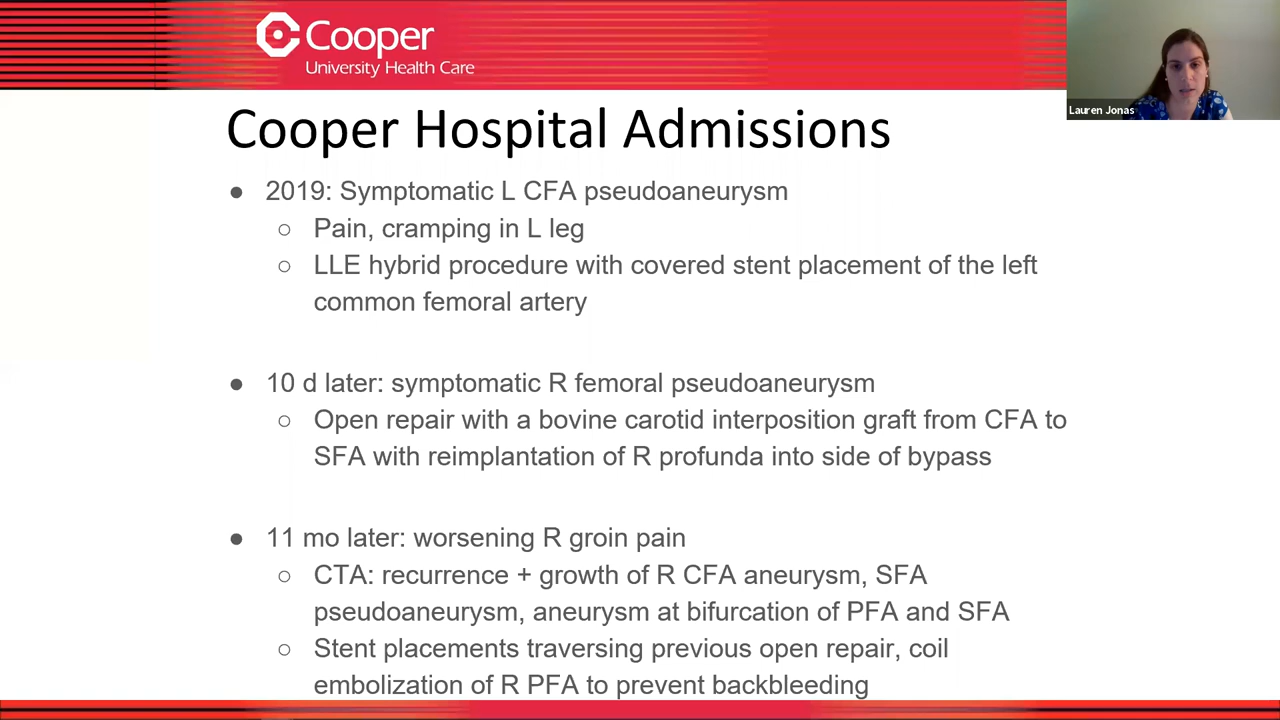 Cooper
University Health Care
Lauren Jonas
Cooper Hospital Admissions
● 2019: Symptomatic L CFA pseudoaneurysm
○ Pain, cramping in L leg
○ LLE hybrid procedure with covered stent placement of the left
common femoral artery
● 10 d later: symptomatic R femoral pseudoaneurysm
○ Open repair with a bovine carotid interposition graft from CFA to
SFA with reimplantation of R profunda into side of bypass
● 11 mo later: worsening R groin pain
○ CTA: recurrence + growth of R CFA aneurysm, SFA
pseudoaneurysm, aneurysm at bifurcation of PFA and SFA
○ Stent placements traversing previous open repair, coil
embolization of R PFA to prevent backbleeding